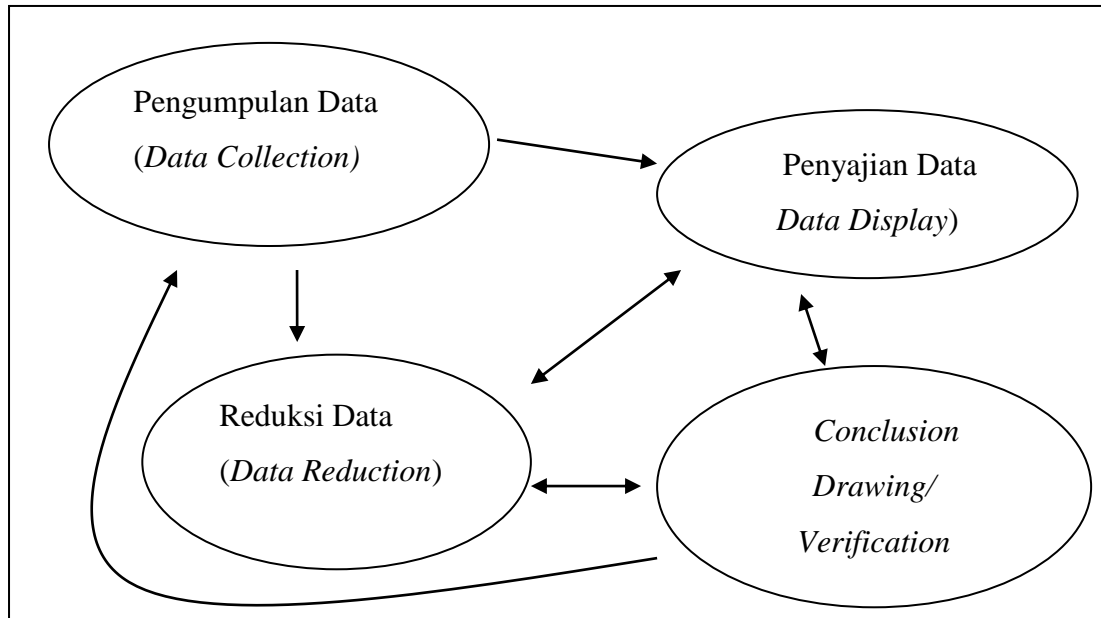 Pengumpulan Data
(Data Collection)
Penyajian Data
Data Display)
Reduksi Data
(Data Reduction)
Conclusion
Drawing/
Verification